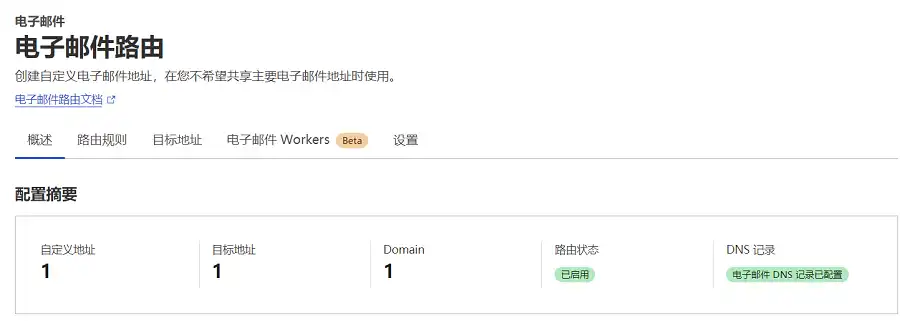 电子邮件
电子邮件路由
创建自定义电子邮件地址，在您不希望共享主要电子邮件地址时使用。
电子邮件路由文档
概述 路由规则 目标地址 电子邮件 Workers Beta 设置
配置摘要
自定义地址 目标地址 Domain 路由状态 DNS 记录
1 1 1 已启用 电子邮件 DNS 记录已配置